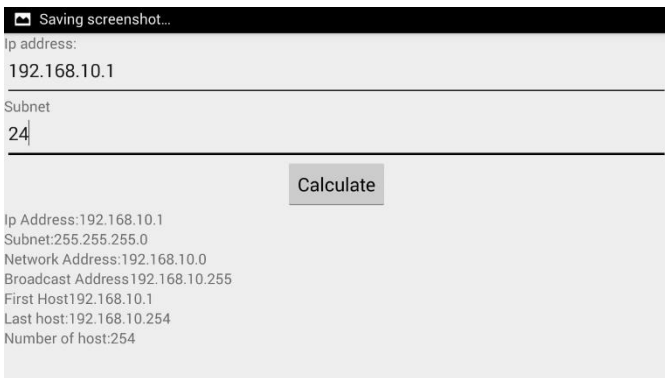 Saving screenshot...
Ip address:
192.168.10.1
Subnet
24
Calculate
Ip Address:192.168.10.1
Subnet:255.255.255.0
Network Address:192.168.10.0
Broadcast Address192.168.10.255
First Host192.168.10.1
Last host:192.168.10.254
Number of host:254